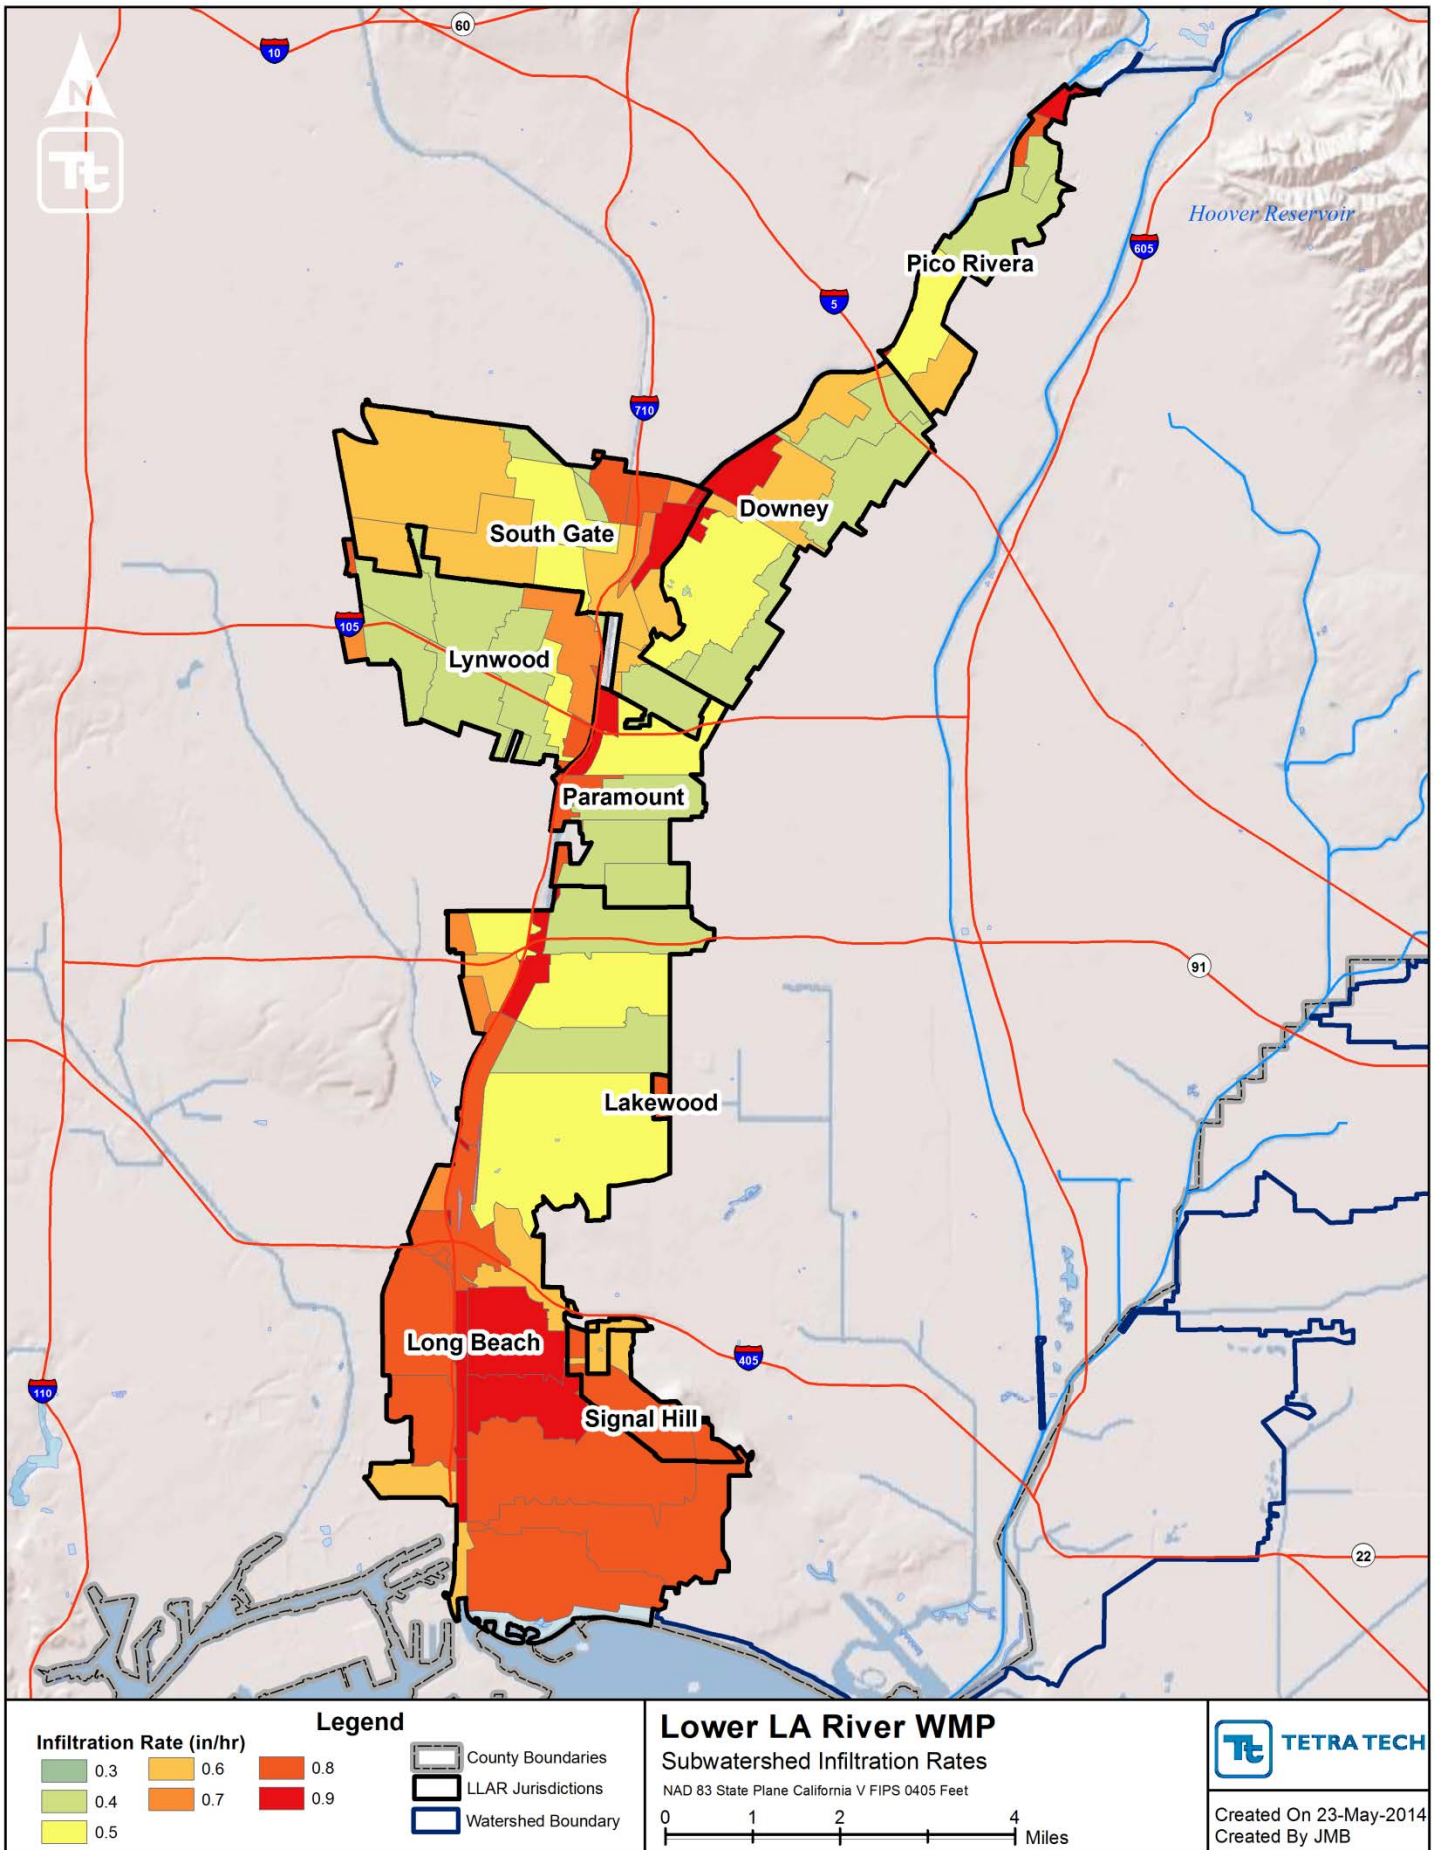 60
10
N
Tt
Hoover Reservoir
605
Pico Rivera
5
710
Downey
South Gate
105
Lynwood
Paramount
91
Lakewood
Long Beach
405
110
Signal Hill
22
Legend
Infiltration Rate (in/hr)
0.3
0.4
0.5
0.6
0.7
0.8
0.9
County Boundaries
LLAR Jurisdictions
Watershed Boundary
Lower LA River WMP
Subwatershed Infiltration Rates
NAD 83 State Plane California V FIPS 0405 Feet
0 1 2 4
Miles
Tt TETRA TECH
Created On 23-May-2014
Created By JMB